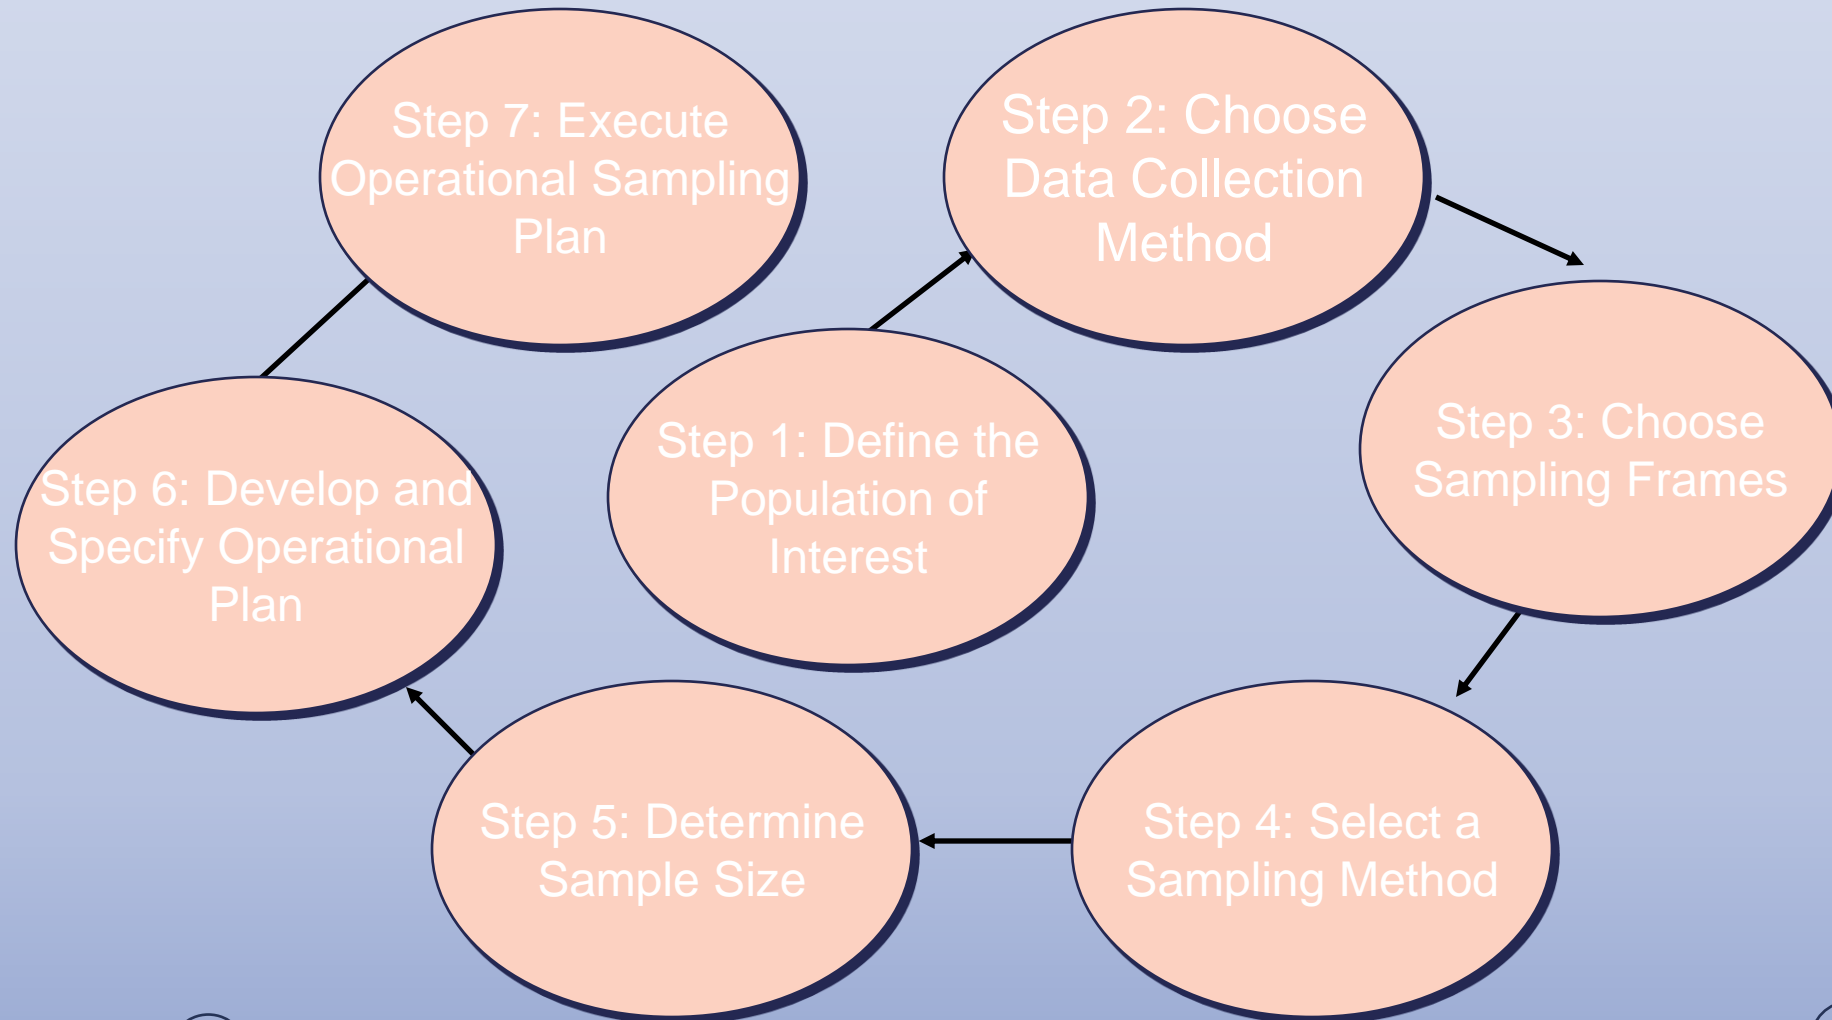 Step 7: Execute
Operational Sampling
Plan
Step 2: Choose
Data Collection
Method
Step 1: Define the
Population of
Interest
Step 3: Choose
Sampling Frames
Step 6: Develop and
Specify Operational
Plan
Step 5: Determine
Sample Size
Step 4: Select a
Sampling Method